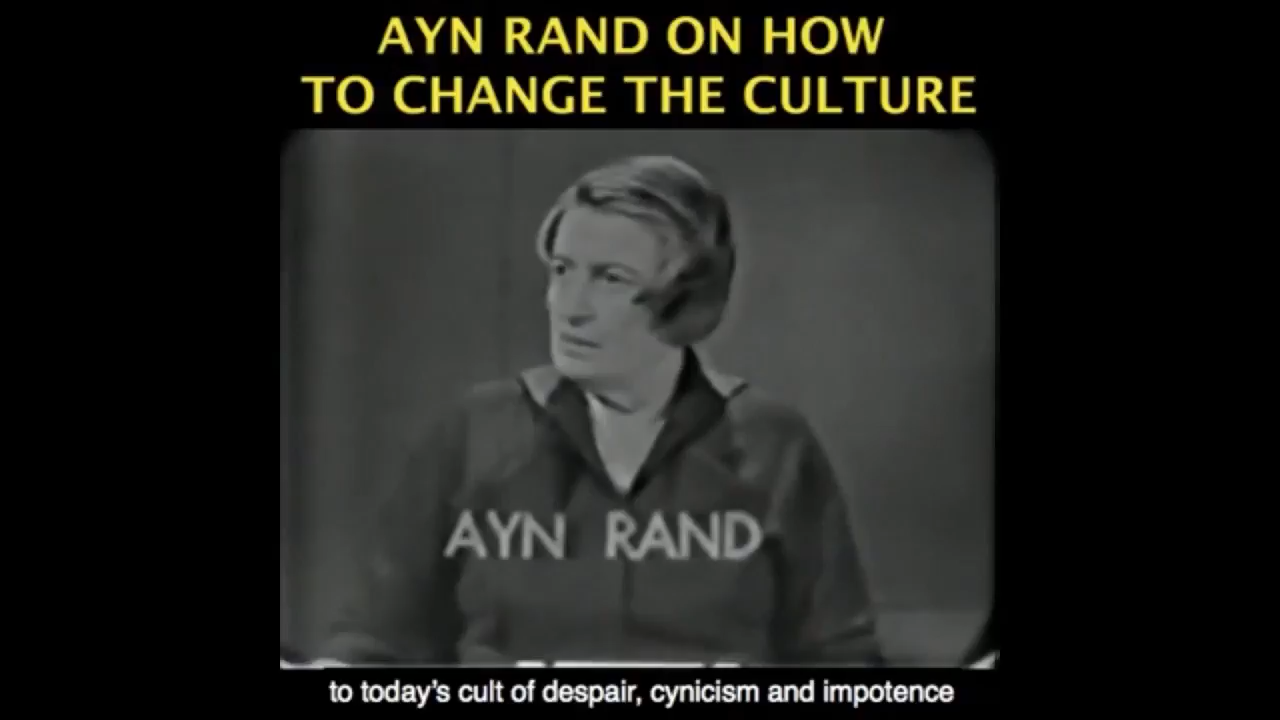 AYN RAND ON HOW
TO CHANGE THE CULTURE
AYN RAND
to today's cult of despair, cynicism and impotence